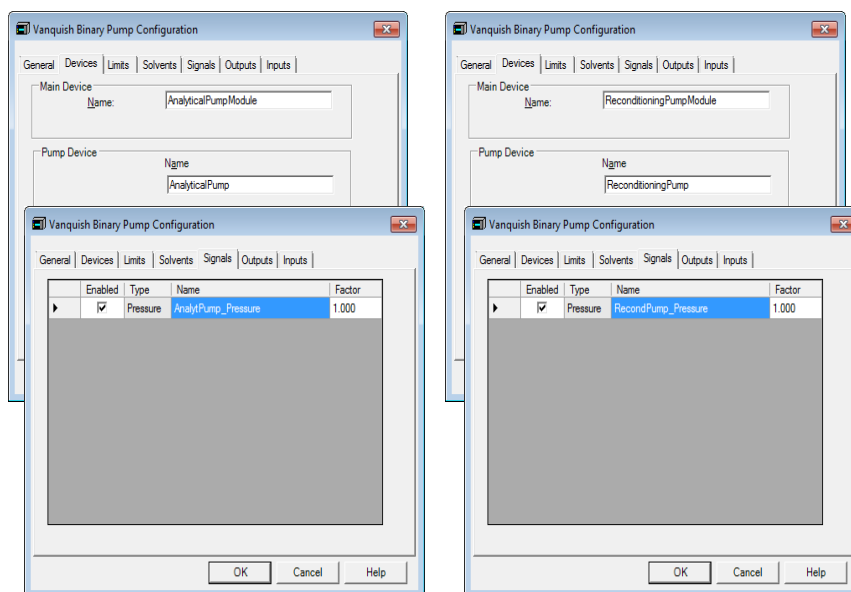 Vanquish Binary Pump Configuration
General Devices Limits Solvents Signals Outputs Inputs
Main Device
Name: AnalyticalPumpModule
Pump Device
Name
AnalyticalPump
Vanquish Binary Pump Configuration
General Devices Limits Solvents Signals Outputs Inputs
Enabled Type Name Factor
Pressure AnalytPump_Pressure 1.000
OK Cancel Help
Vanquish Binary Pump Configuration
General Devices Limits Solvents Signals Outputs Inputs
Main Device
Name: ReconditioningPumpModule
Pump Device
Name
ReconditioningPump
Vanquish Binary Pump Configuration
General Devices Limits Solvents Signals Outputs Inputs
Enabled Type Name Factor
Pressure RecondPump_Pressure 1.000
OK Cancel Help